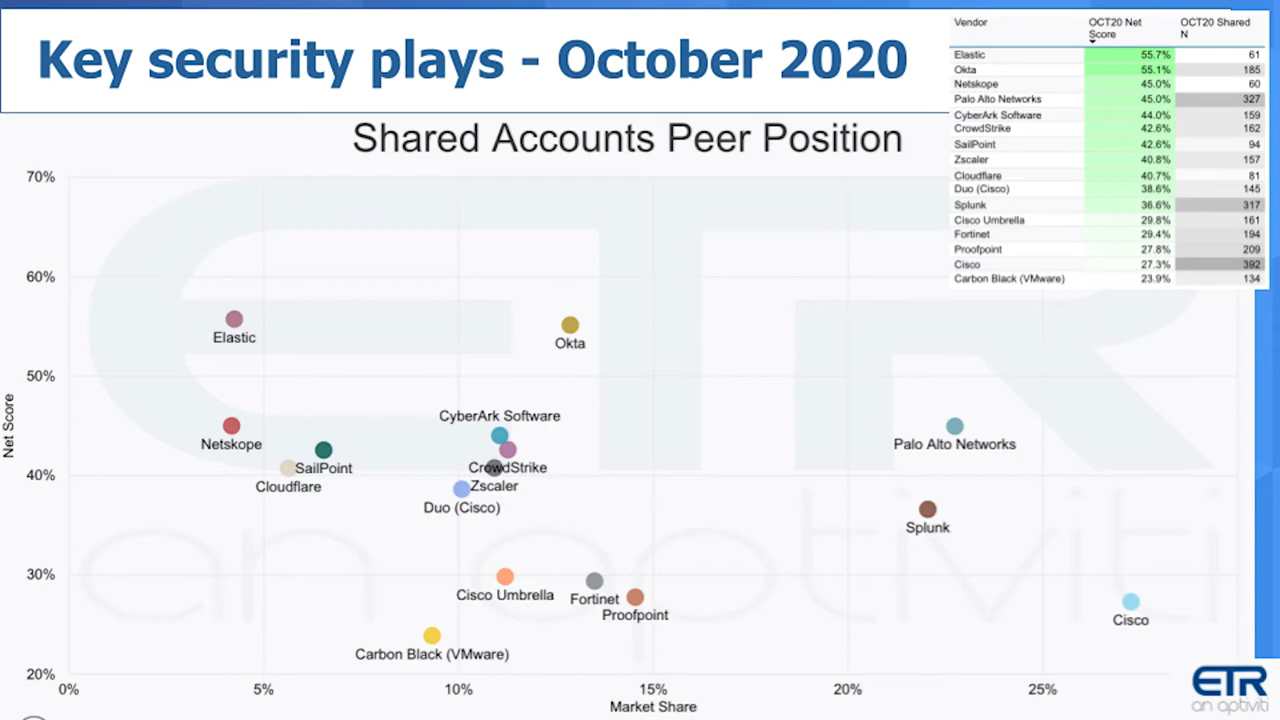 Key security plays - October 2020
Vendor OCT20 Net Score OCT20 Shared N
Elastic 55.7% 61
Okta 55.1% 185
Netskope 45.0% 60
Palo Alto Networks 45.0% 327
CyberArk Software 44.0% 159
CrowdStrike 42.6% 162
SailPoint 42.6% 94
Zscaler 40.8% 157
Cloudflare 40.7% 81
Duo (Cisco) 38.6% 145
Splunk 36.6% 317
Cisco Umbrella 29.8% 161
Fortinet 29.4% 194
Proofpoint 27.8% 209
Cisco 27.3% 392
Carbon Black (VMware) 23.9% 134
Shared Accounts Peer Position
ETR
an aptiviti
Net Score
70%
60%
50%
40%
30%
20%
Elastic
Okta
CyberArk Software
Netskope
Palo Alto Networks
SailPoint
CrowdStrike
Cloudflare
Zscaler
Duo (Cisco)
Splunk
Cisco Umbrella
Fortinet
Proofpoint
Cisco
Carbon Black (VMware)
0% 5% 10% 15% 20% 25%
Market Share
ETR
an aptiviti